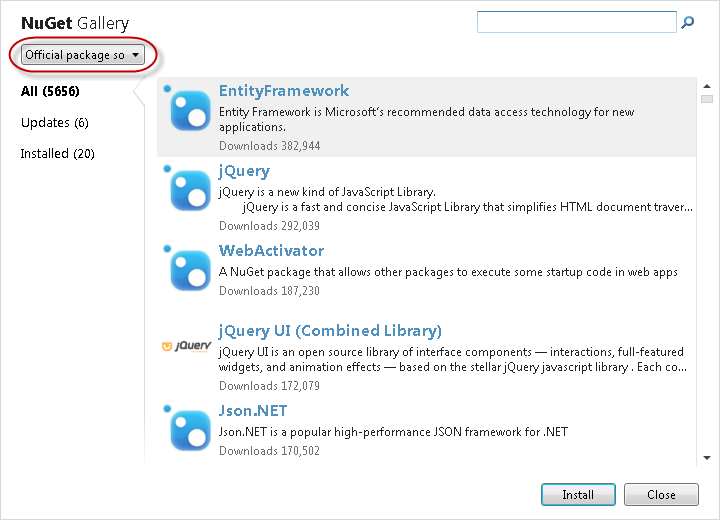 NuGet Gallery
Official package so
All (5656)
Updates (6)
Installed (20)
EntityFramework
Entity Framework is Microsoft's recommended data access technology for new
applications.
Downloads 382,944
jQuery
jQuery is a new kind of JavaScript Library.
jQuery is a fast and concise JavaScript Library that simplifies HTML document traver...
Downloads 292,039
WebActivator
A NuGet package that allows other packages to execute some startup code in web apps
Downloads 187,230
jQuery
jQuery UI (Combined Library)
jQuery UI is an open source library of interface components — interactions, full-featured
widgets, and animation effects — based on the stellar jQuery javascript library . Each co...
Downloads 172,079
Json.NET
Json.NET is a popular high-performance JSON framework for .NET
Downloads 170,502
Install
Close